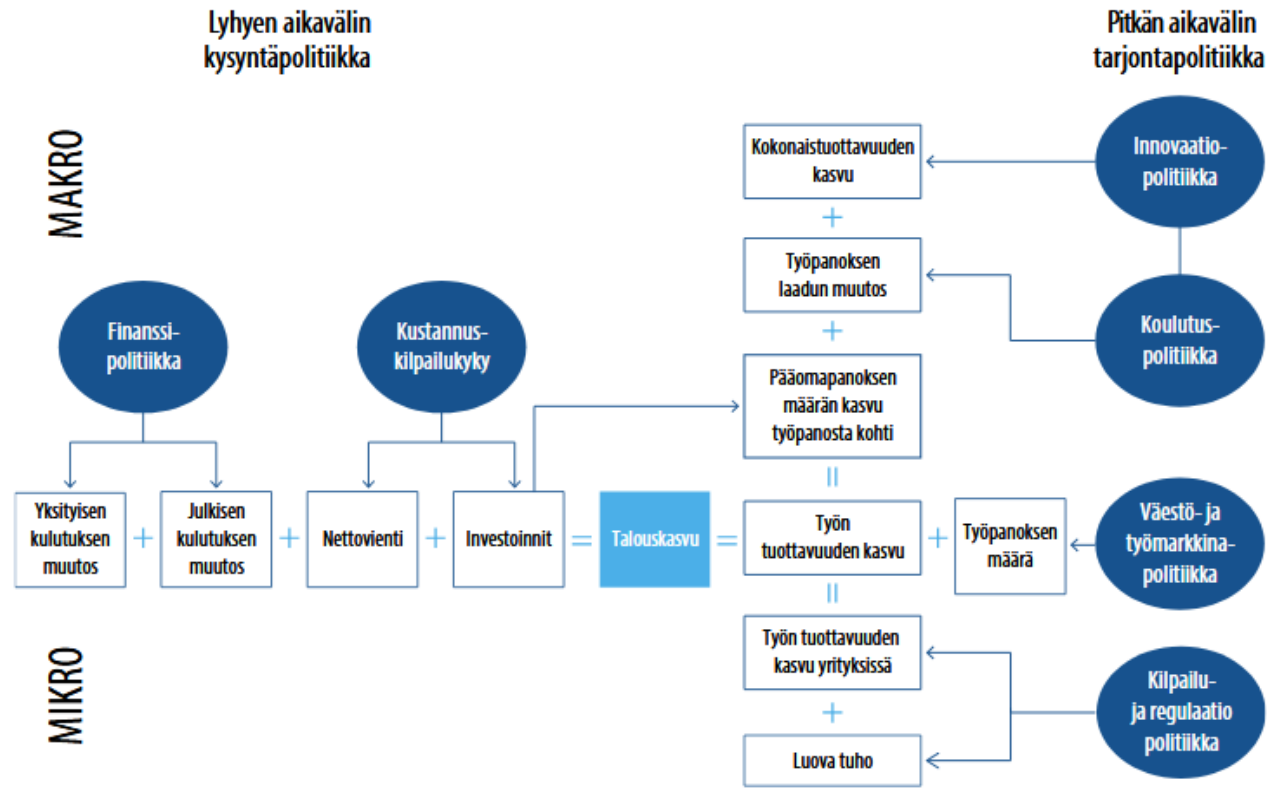 Lyhyen aikavälin
kysyntäpolitiikka
Pitkän aikavälin
tarjontapolitiikka
MAKRO
Kokonaistuottavuuden
kasvu
Innovaatio-
politiikka
+
Työpanoksen
laadun muutos
Koulutus-
politiikka
+
Finanssi-
politiikka
Kustannus-
kilpailukyky
Pääomapanoksen
määrän kasvu
työpanosta kohti
=
Yksityisen
kulutuksen
muutos
+
Julkisen
kulutuksen
muutos
+
Nettovienti
+
Investoinnit
=
Talouskasvu
=
Työn
tuottavuuden kasvu
+
Työpanoksen
määrä
Väestö- ja
työmarkkina-
politiikka
=
MIKRO
Työn tuottavuuden
kasvu yrityksissä
+
Luova tuho
Kilpailu-
ja regulaatio
politiikka